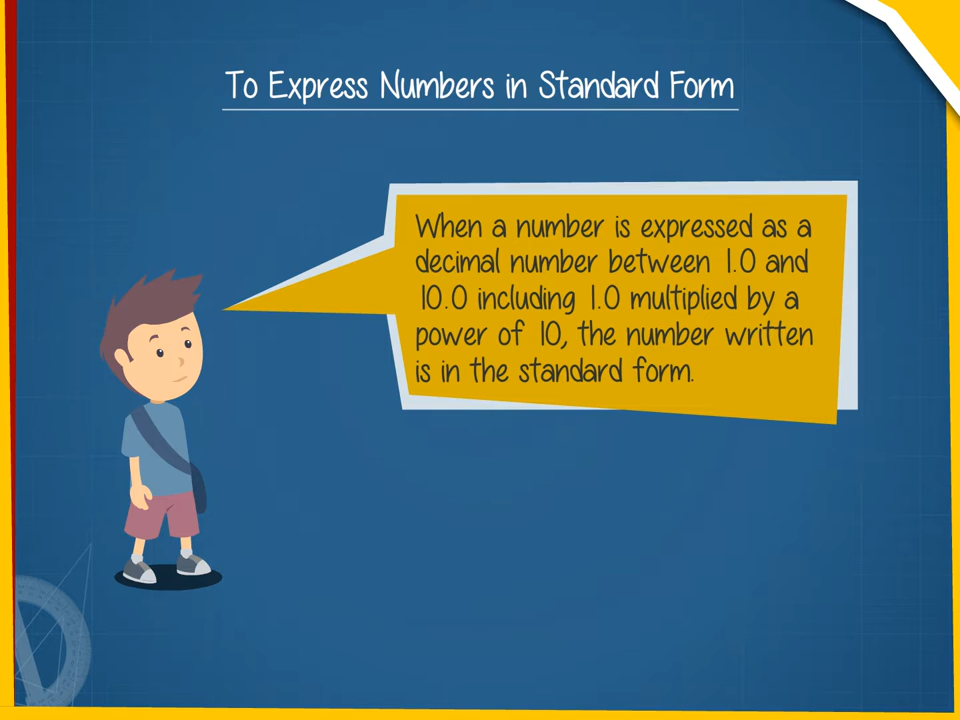 To Express Numbers in Standard Form
When a number is expressed as a
decimal number between 1.0 and
10.0 including 1.0 multiplied by a
power of 10, the number written
is in the standard form.